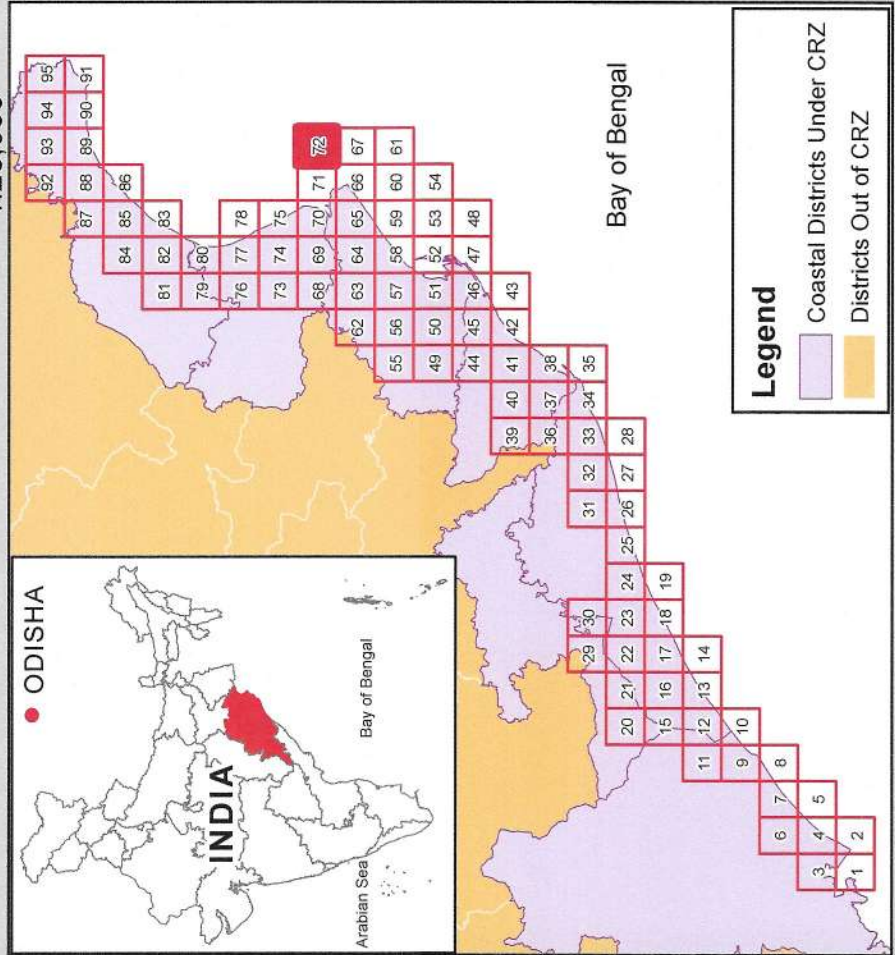 92 93 94 95
87 88 89 90 91
84 85 86
81 82 83
79 80
76 77 78
73 74 75
68 69 70 71 72
62 63 64 65 66 67
55 56 57 58 59 60 61
49 50 51 52 53 54
44 45 46 47 48
39 40 41 42 43
36 37 38
29 30 31 32 33 34 35
20 21 22 23 24 25 26 27 28
15 16 17 18 19
11 12 13 14
9 10
6 7 8
3 4 5
1 2
Bay of Bengal
ODISHA
INDIA
Arabian Sea
Bay of Bengal
Legend
Coastal Districts Under CRZ
Districts Out of CRZ